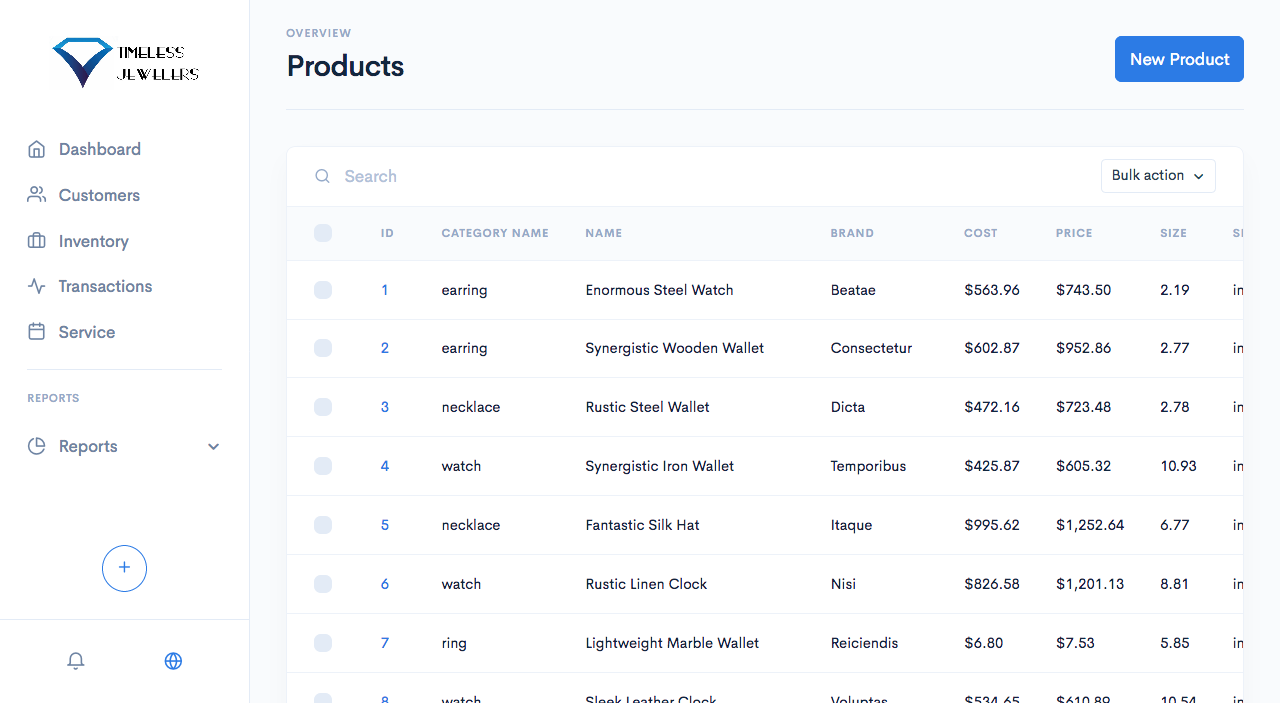 TIMELESS
JEWELERS
Dashboard
Customers
Inventory
Transactions
Service
REPORTS
Reports
OVERVIEW
Products
New Product
Search
Bulk action
ID CATEGORY NAME NAME BRAND COST PRICE SIZE
1 earring Enormous Steel Watch Beatae $563.96 $743.50 2.19 in
2 earring Synergistic Wooden Wallet Consectetur $602.87 $952.86 2.77 in
3 necklace Rustic Steel Wallet Dicta $472.16 $723.48 2.78 in
4 watch Synergistic Iron Wallet Temporibus $425.87 $605.32 10.93 in
5 necklace Fantastic Silk Hat Itaque $995.62 $1,252.64 6.77 in
6 watch Rustic Linen Clock Nisi $826.58 $1,201.13 8.81 in
7 ring Lightweight Marble Wallet Reiciendis $6.80 $7.53 5.85 in
8 watch Sleek Leather Clock Voluptas $534.65 $610.89 10.54 in